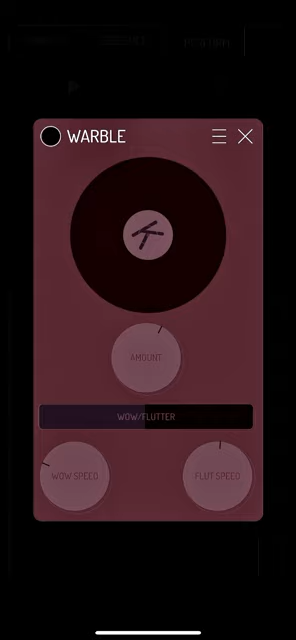 WARBLE
AMOUNT
WOW/FLUTTER
WOW SPEED
FLUT SPEED